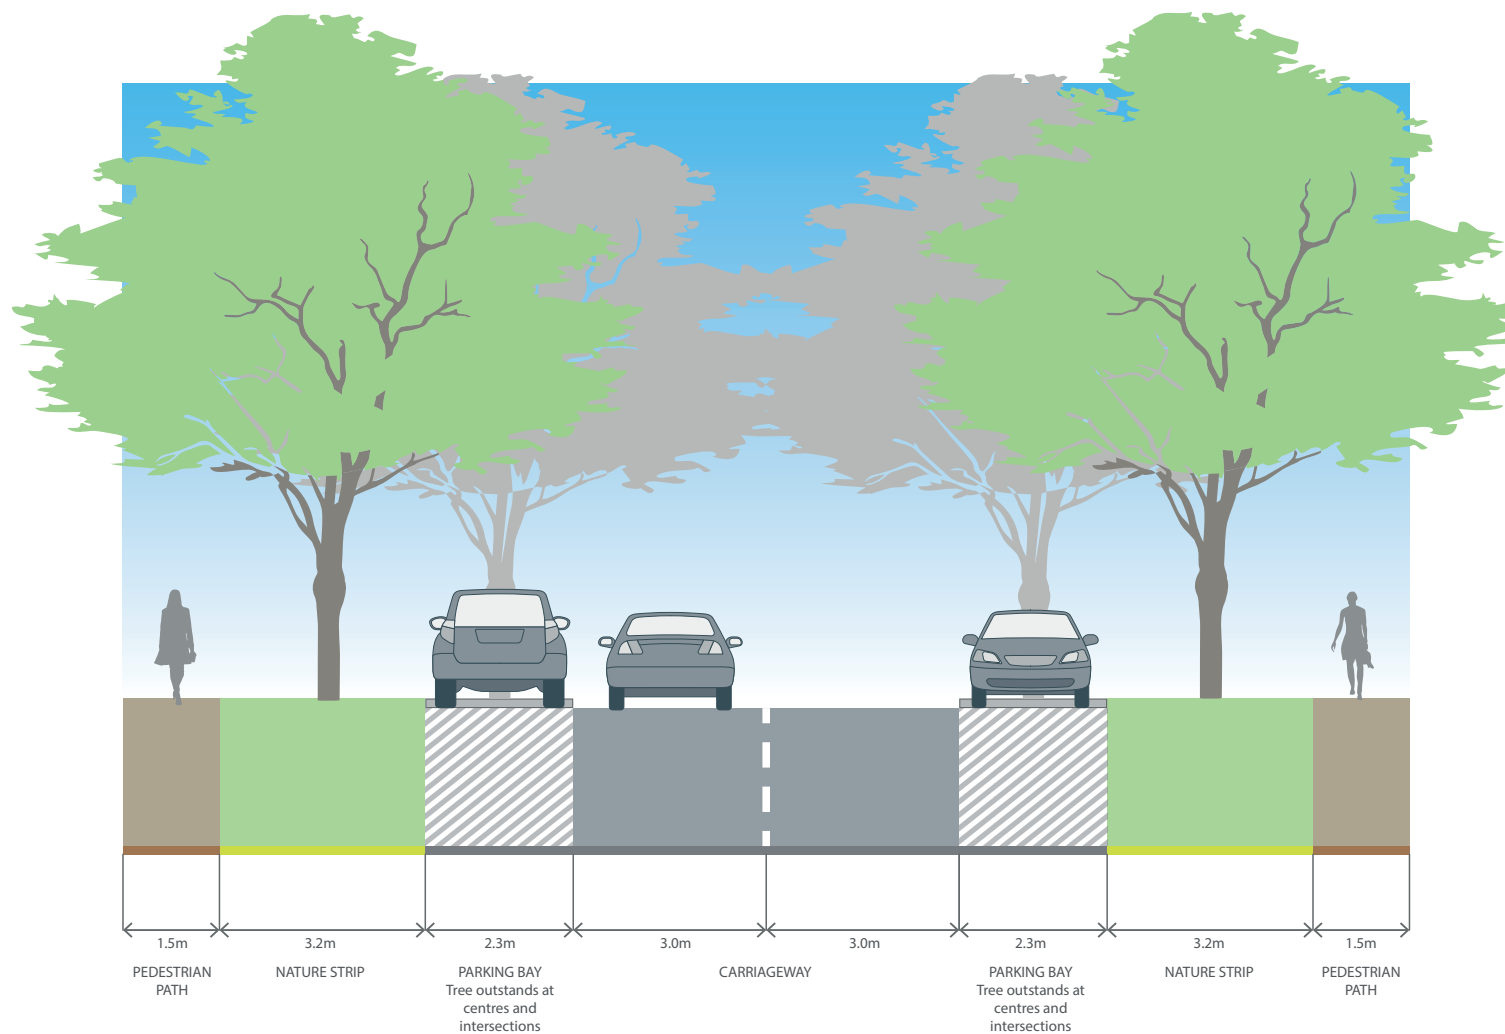 1.5m
3.2m
2.3m
3.0m
3.0m
2.3m
3.2m
1.5m
PEDESTRIAN
PATH
NATURE STRIP
PARKING BAY
Tree outstands at
centres and
intersections
CARRIAGEWAY
PARKING BAY
Tree outstands at
centres and
intersections
NATURE STRIP
PEDESTRIAN
PATH